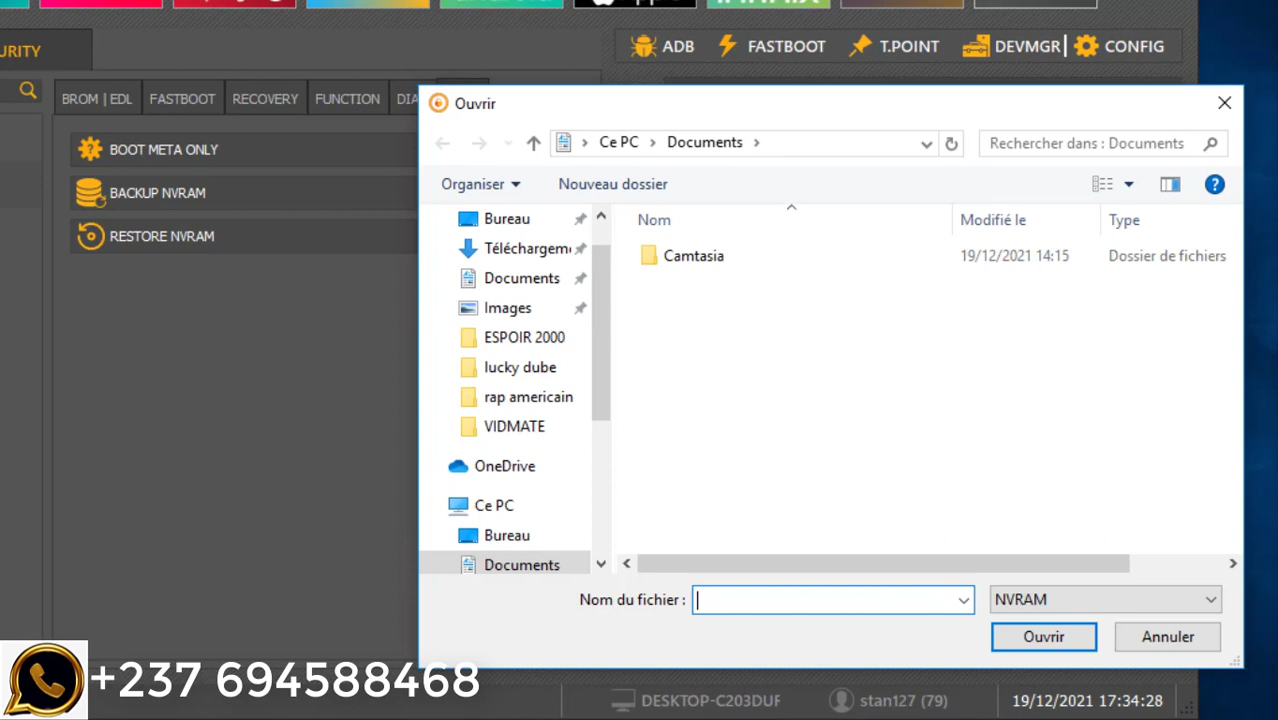 URITY
ADB
FASTBOOT
T.POINT
DEVMGR
CONFIG
BROM | EDL
FASTBOOT
RECOVERY
FUNCTION
DIA
BOOT META ONLY
BACKUP NVRAM
RESTORE NVRAM
Ouvrir
Ce PC
Documents
Rechercher dans : Documents
Organiser
Nouveau dossier
Nom
Modifié le
Type
Camtasia
19/12/2021 14:15
Dossier de fichiers
Bureau
Téléchargem
Documents
Images
ESPOIR 2000
lucky dube
rap americain
VIDMATE
OneDrive
Ce PC
Bureau
Documents
Nom du fichier :
NVRAM
Ouvrir
Annuler
+237 694588468
DESKTOP-C203DUF
stan127 (79)
19/12/2021 17:34:28